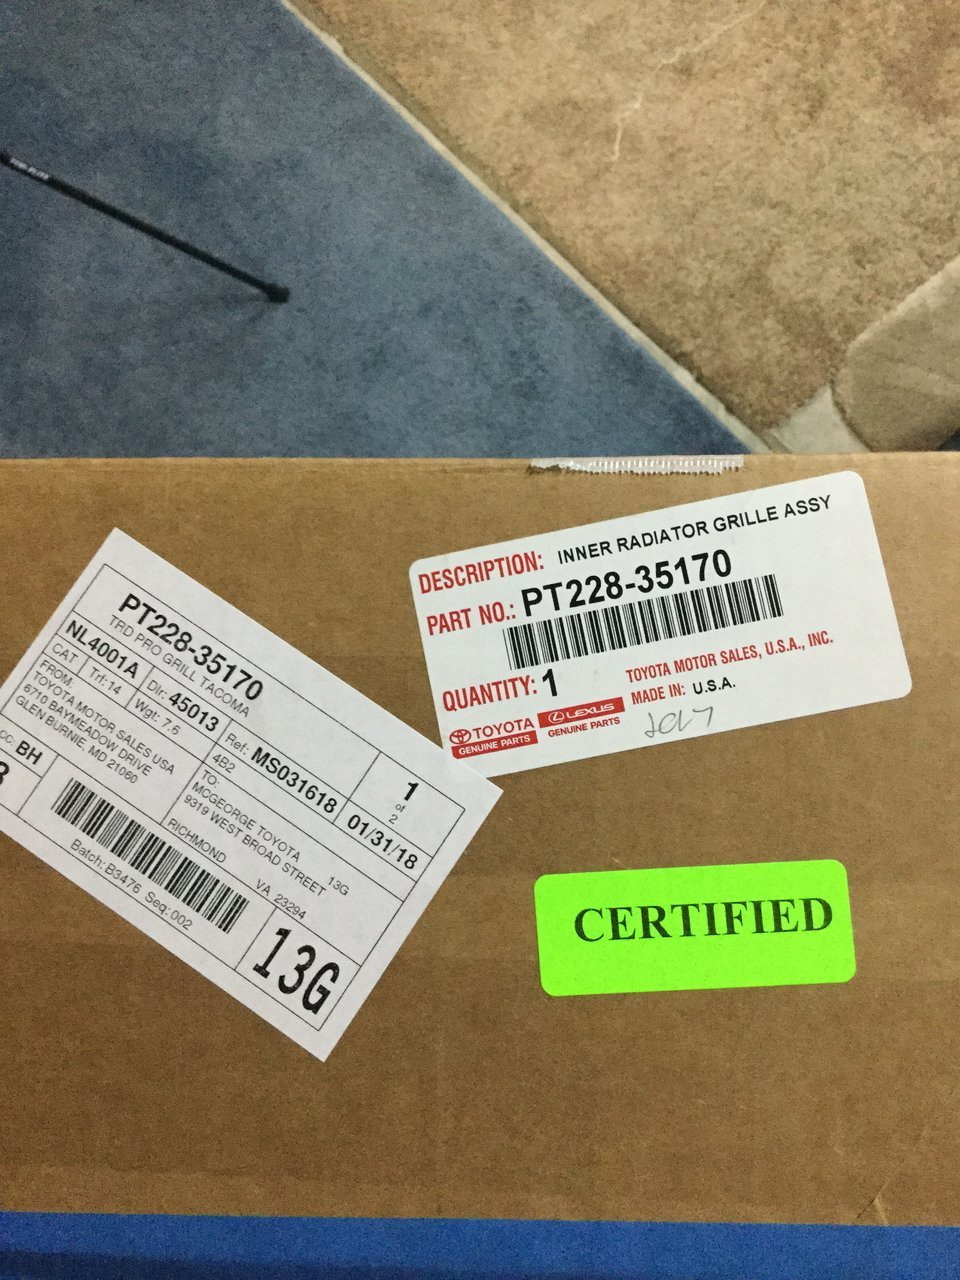 DESCRIPTION: INNER RADIATOR GRILLE ASSY
PART NO.: PT228-35170
QUANTITY: 1
TOYOTA MOTOR SALES, U.S.A., INC.
MADE IN: U.S.A.
TOYOTA
GENUINE PARTS
LEXUS
GENUINE PARTS
PT228-35170
TRD PRO GRILL TACOMA
NL4001A
Dlr: 45013
Ref: MS031618
1
of
2
CAT
Trf:14
Wgt: 7.6
4B2
01/31/18
FROM:
TOYOTA MOTOR SALES USA
6710 BAYMEADOW DRIVE
GLEN BURNIE, MD 21060
TO:
MCGEORGE TOYOTA
9319 WEST BROAD STREET 13G
RICHMOND VA 23294
BH
Batch: B3476 Seq: 002
13G
CERTIFIED